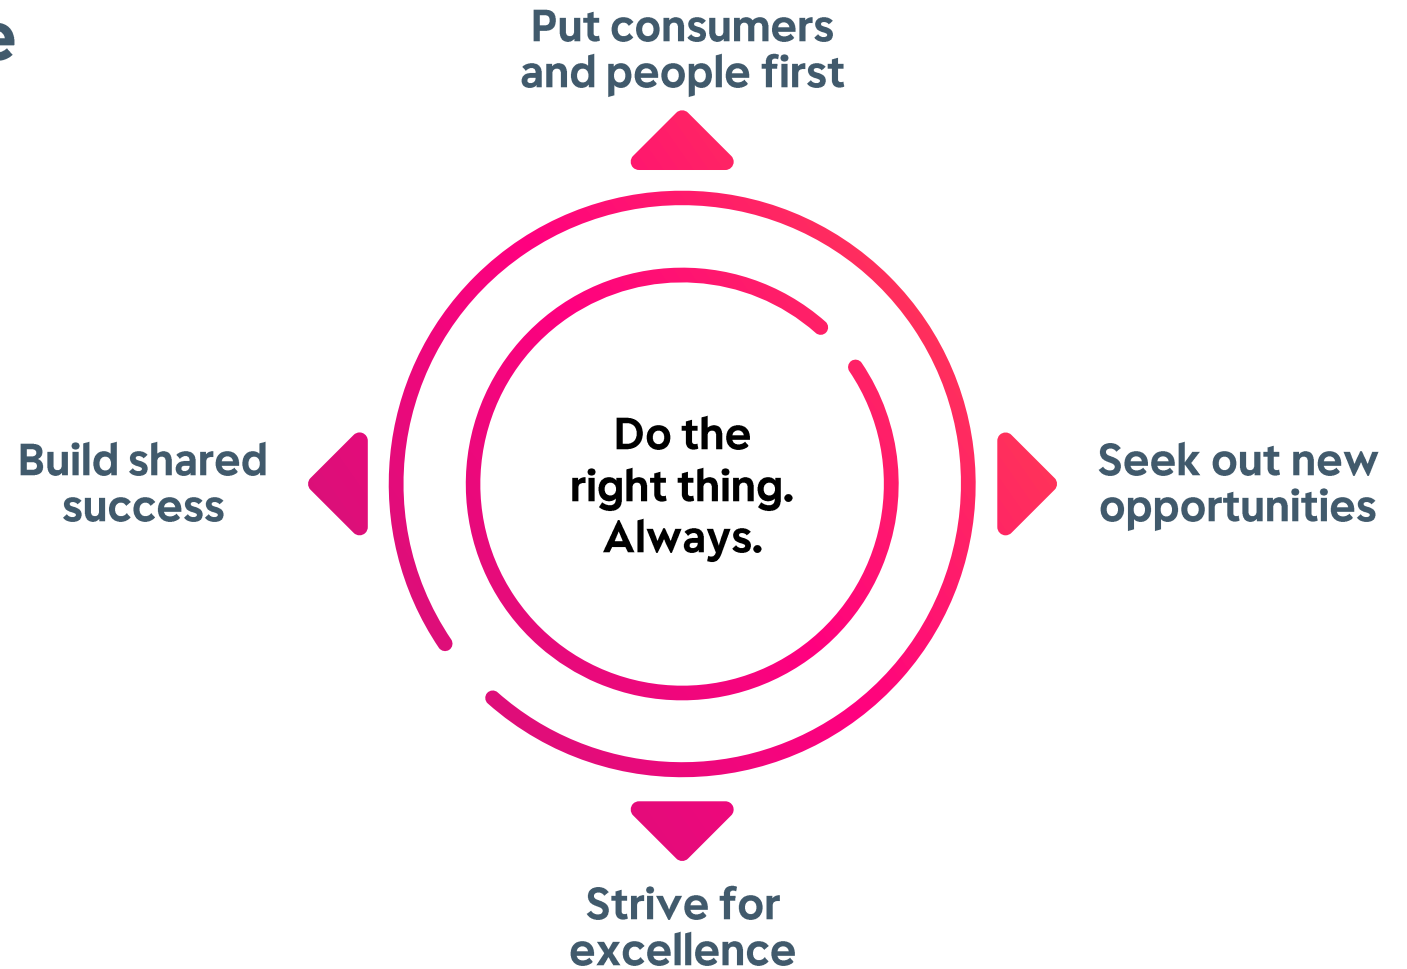 Put consumers
and people first
Do the
right thing.
Always.
Build shared
success
Seek out new
opportunities
Strive for
excellence